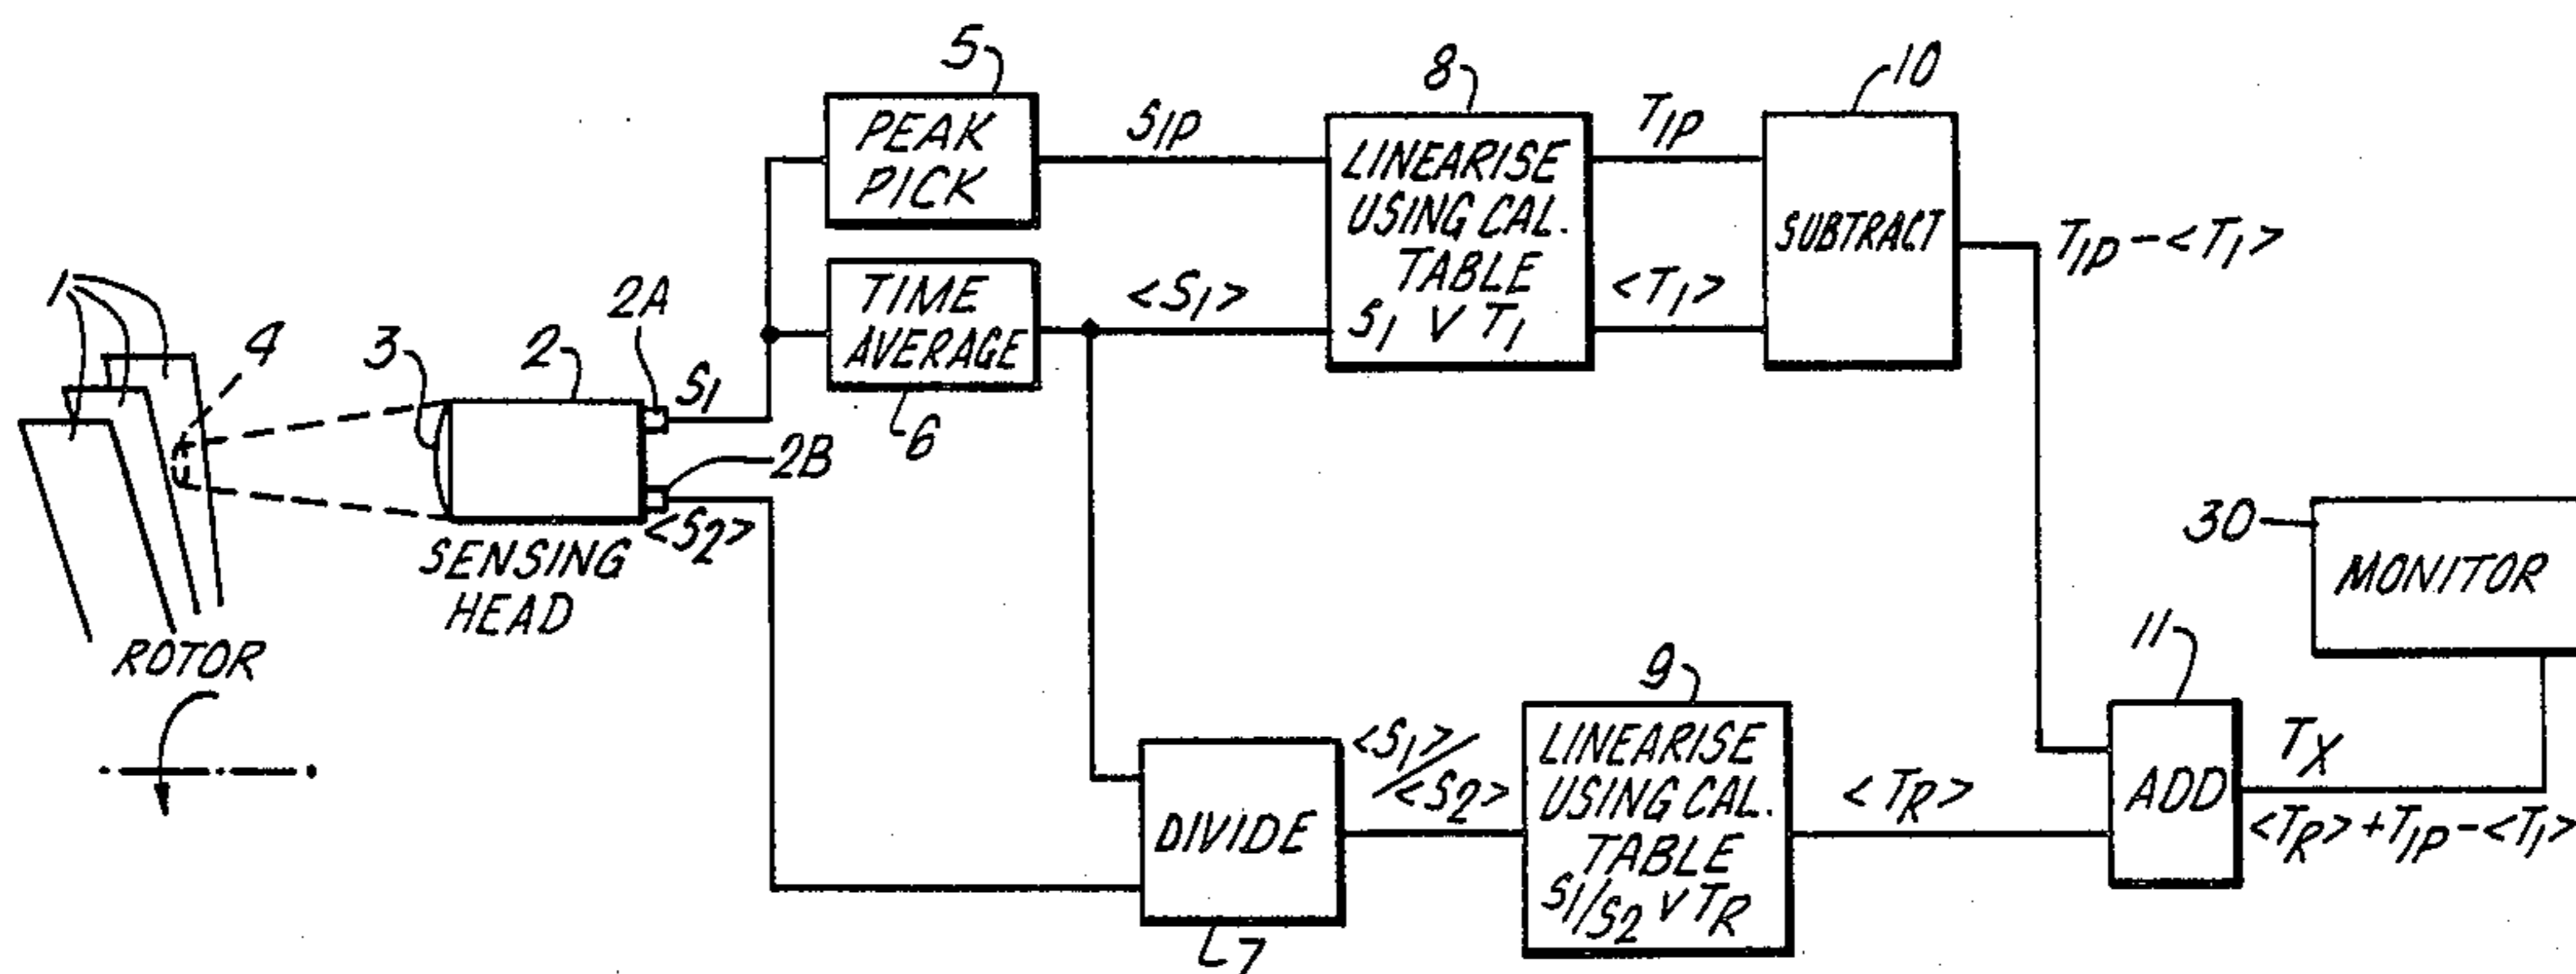 5
PEAK
PICK
S1P
8
LINEARISE
USING CAL.
TABLE
S1 V T1
T1P
<T1>
10
SUBTRACT
T1P-<T1>
TIME
AVERAGE
6
<S1>
1
4
3
2
2A
S1
2B
<S2>
SENSING
HEAD
ROTOR
DIVIDE
7
<S1>/<S2>
9
LINEARISE
USING CAL.
TABLE
S1/S2 V TR
<TR>
11
ADD
TX
<TR>+T1P-<T1>
30
MONITOR